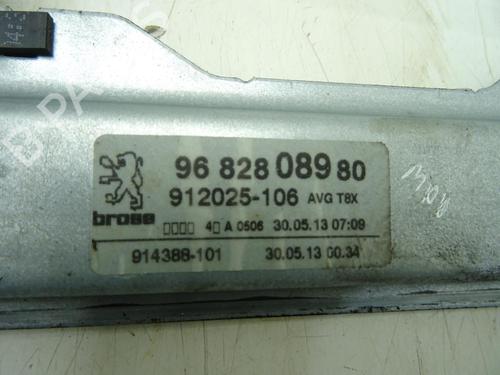 96 828 089 80
912025-106 AVG T8X
brose
4 A 0506 30.05.13 07:09
914388-101 30.05.13 00.34